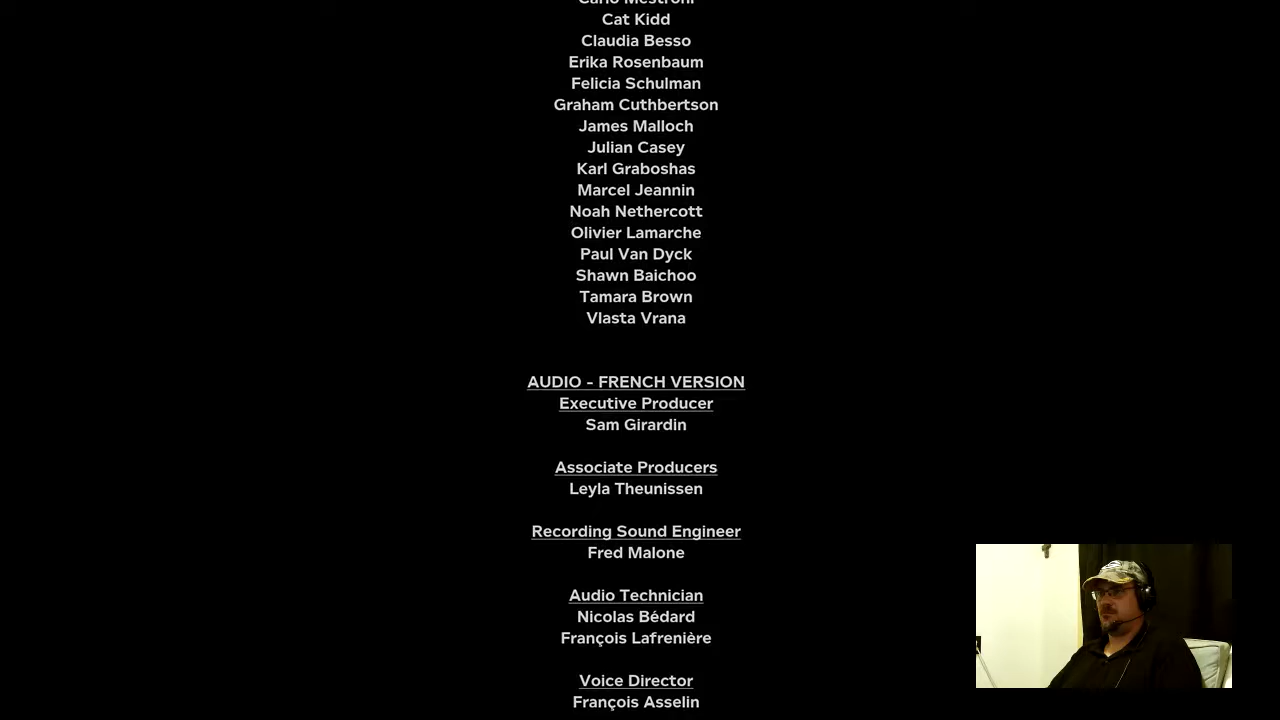 Cat Kidd
Claudia Besso
Erika Rosenbaum
Felicia Schulman
Graham Cuthbertson
James Malloch
Julian Casey
Karl Graboshas
Marcel Jeannin
Noah Nethercott
Olivier Lamarche
Paul Van Dyck
Shawn Baichoo
Tamara Brown
Vlasta Vrana
AUDIO - FRENCH VERSION
Executive Producer
Sam Girardin
Associate Producers
Leyla Theunissen
Recording Sound Engineer
Fred Malone
Audio Technician
Nicolas Bédard
François Lafrenière
Voice Director
François Asselin